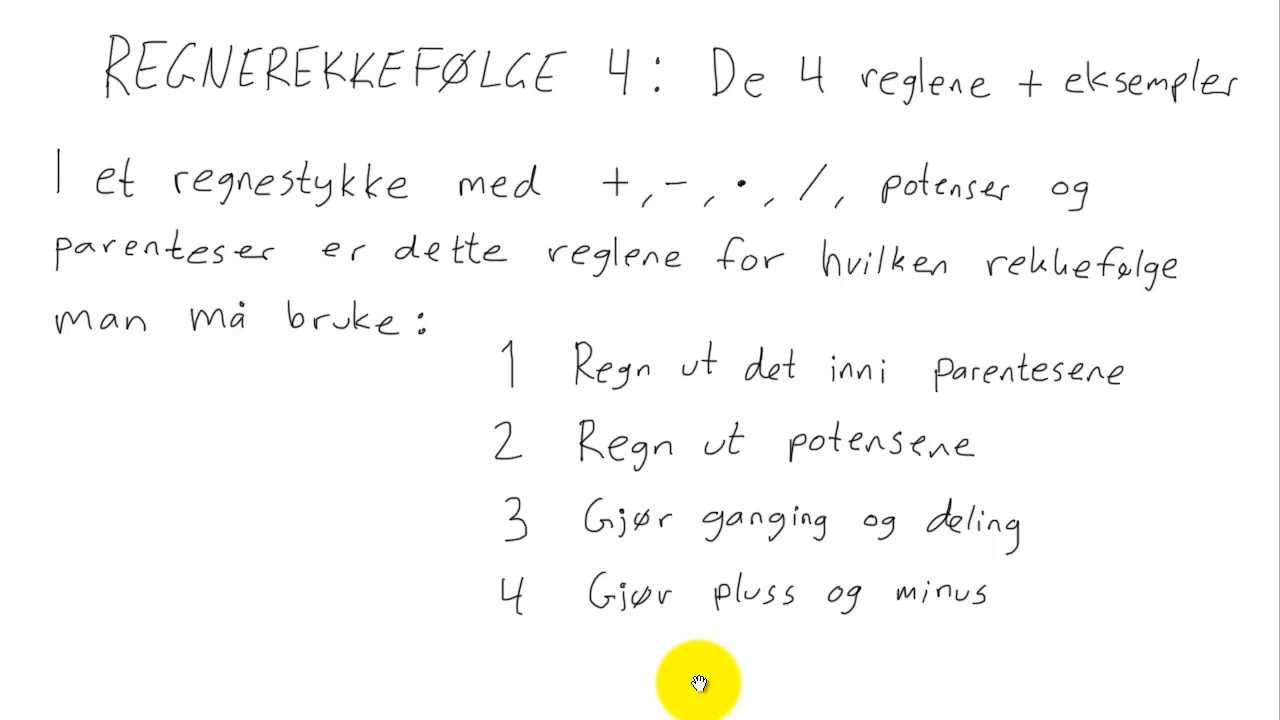 REGNEREKKEFØLGE 4: De 4 reglene + eksempler
I et regnestykke med +, -, ·, /, potenser og
parenteser er dette reglene for hvilken rekkefølge
man må bruke:
1 Regn ut det inni parentesene
2 Regn ut potensene
3 Gjør ganging og deling
4 Gjør pluss og minus